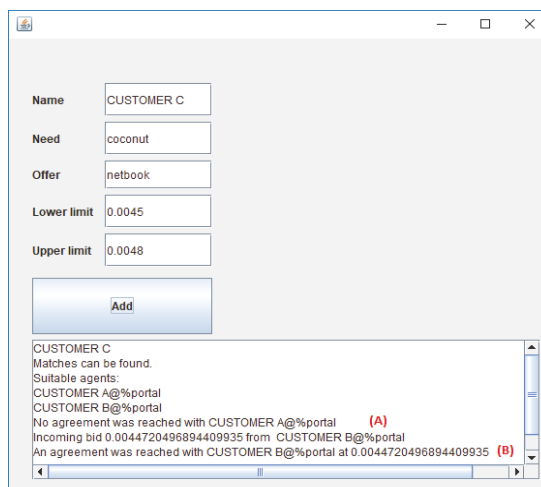 Name CUSTOMER C
Need coconut
Offer netbook
Lower limit 0.0045
Upper limit 0.0048
Add
CUSTOMER C
Matches can be found.
Suitable agents:
CUSTOMER A@%portal
CUSTOMER B@%portal
No agreement was reached with CUSTOMER A@%portal (A)
Incoming bid 0.0044720496894409935 from CUSTOMER B@%portal
An agreement was reached with CUSTOMER B@%portal at 0.0044720496894409935 (B)